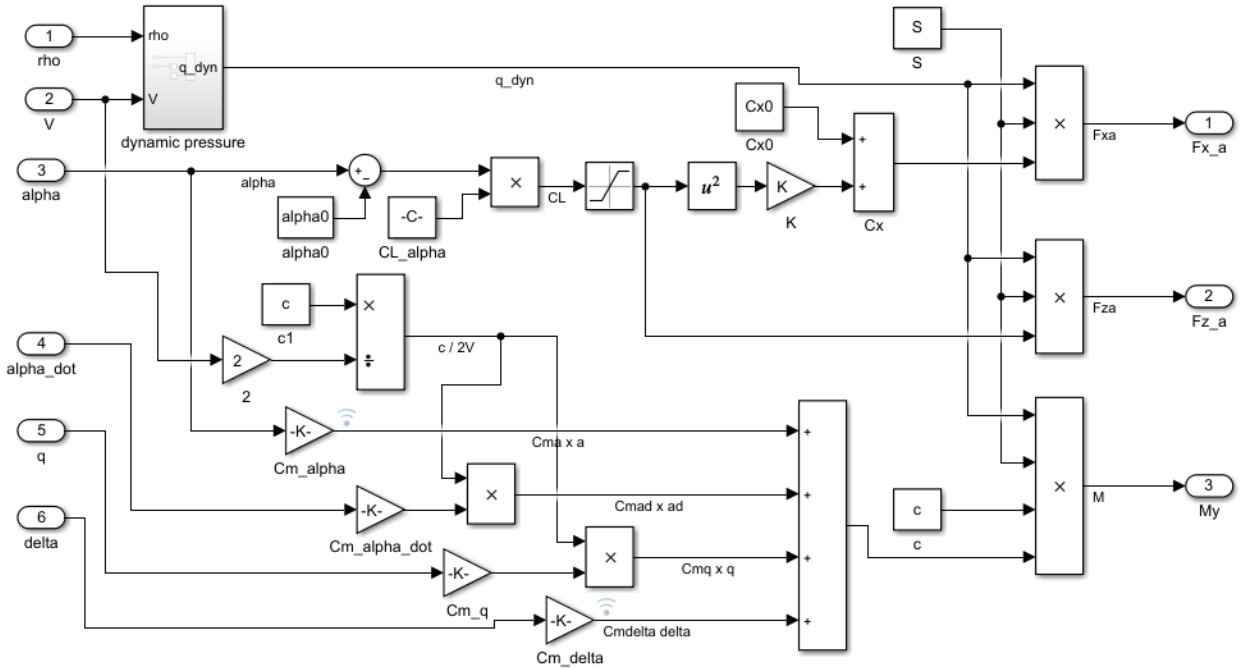 S
S
1
rho
rho
q_dyn
V
dynamic pressure
q_dyn
2
V
Cx0
Cx0
×
Fxa
1
Fx_a
3
alpha
alpha
+
−
alpha0
alpha0
-C-
CL_alpha
×
CL
u²
K
K
+
+
Cx
c
c1
×
÷
c / 2V
2
2
×
Fza
2
Fz_a
4
alpha_dot
5
q
6
delta
-K-
Cm_alpha
Cma x a
-K-
Cm_alpha_dot
×
Cmad x ad
-K-
Cm_q
×
Cmq x q
-K-
Cm_delta
Cmdelta delta
+
+
+
+
c
c
×
M
3
My